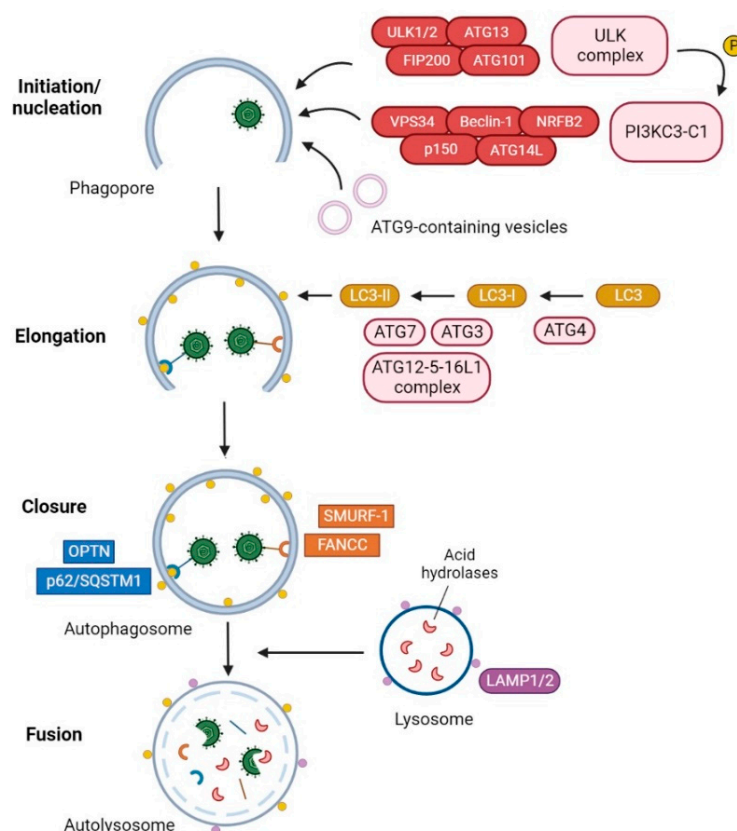 ULK1/2
ATG13
FIP200
ATG101
ULK
complex
P
Initiation/
nucleation
VPS34
Beclin-1
NRFB2
p150
ATG14L
PI3KC3-C1
Phagopore
ATG9-containing vesicles
LC3-II
LC3-I
LC3
Elongation
ATG7
ATG3
ATG4
ATG12-5-16L1
complex
Closure
SMURF-1
FANCC
OPTN
p62/SQSTM1
Acid
hydrolases
Autophagosome
LAMP1/2
Lysosome
Fusion
Autolysosome